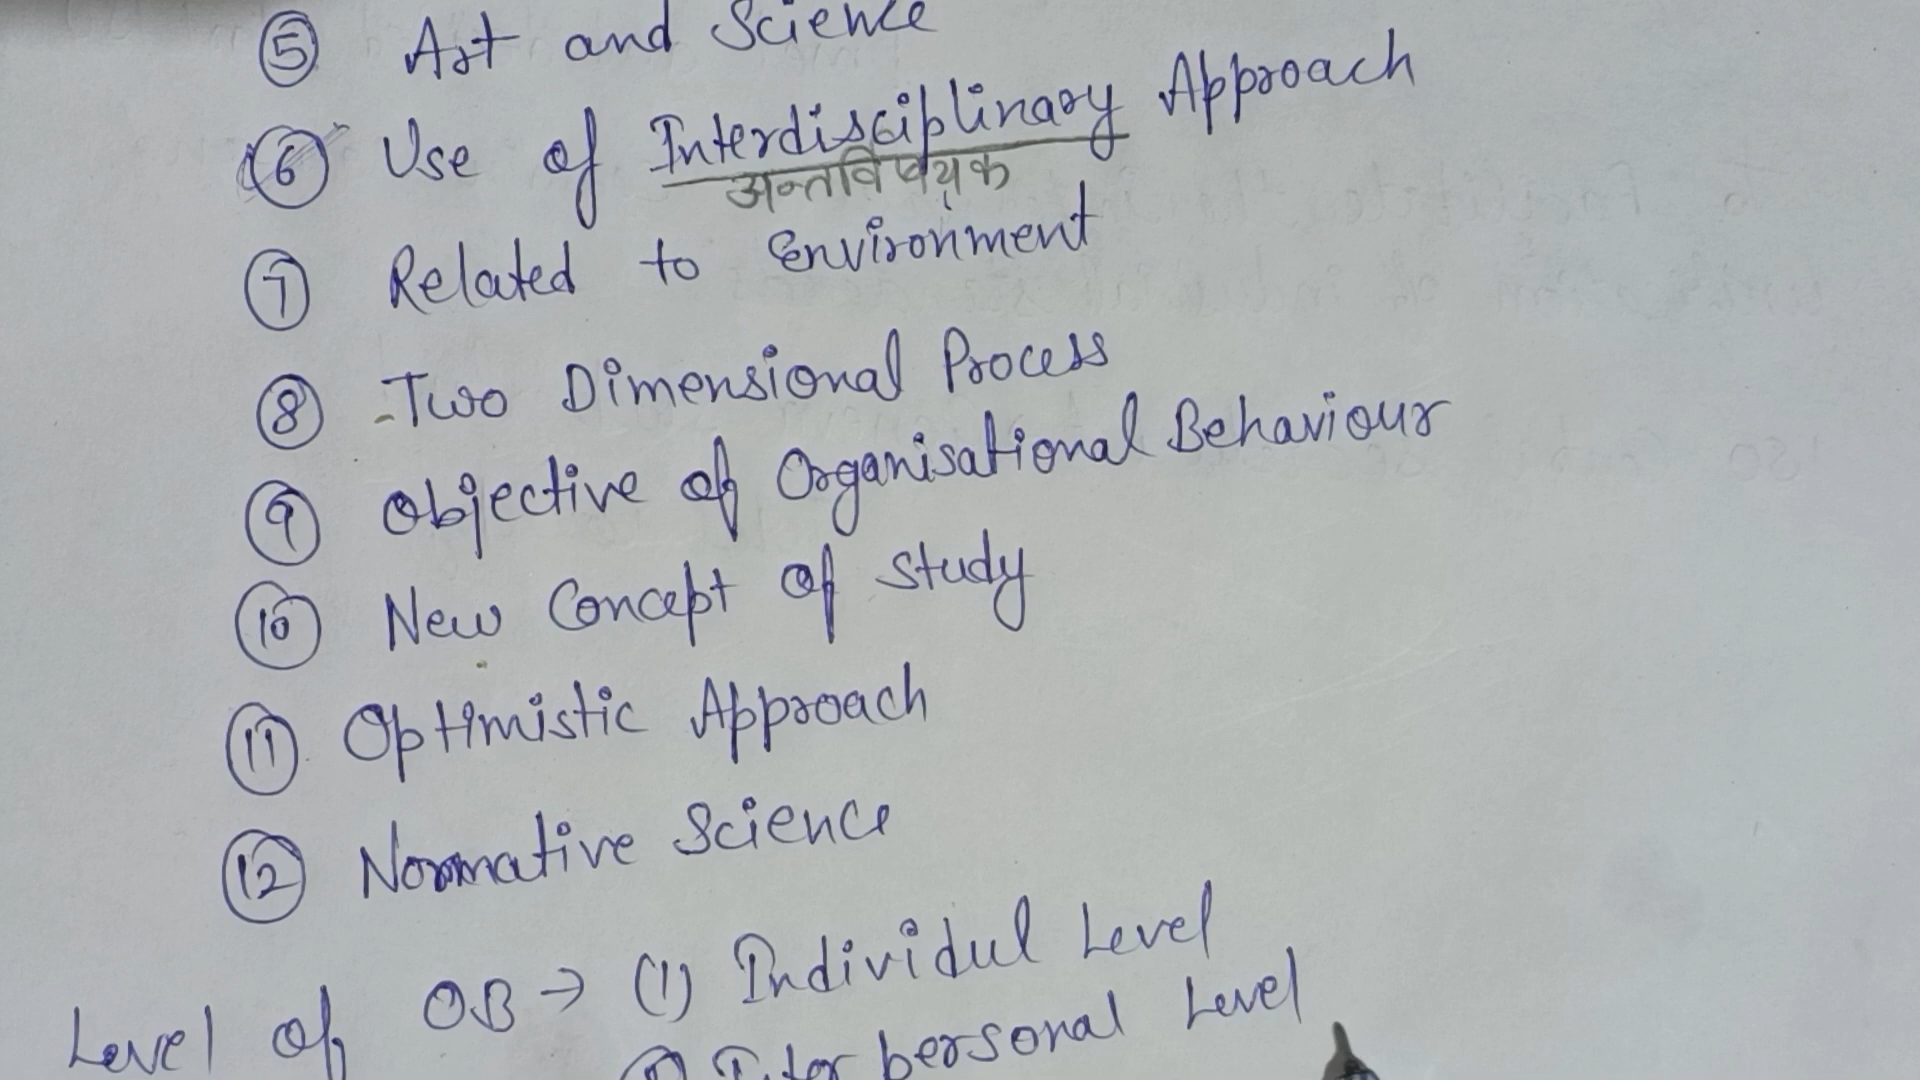 ⑤ Art and Science
⑥ Use of Interdisciplinary Approach
अन्तर्विषयक
⑦ Related to Environment
⑧ Two Dimensional Process
⑨ Objective of Organisational Behaviour
⑩ New Concept of Study
⑪ Optimistic Approach
⑫ Normative Science
Level of OB → (1) Individul Level
Inter personal Level